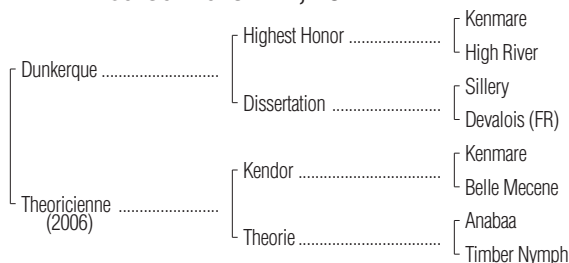 Kenmare
Highest Honor
High River
Dunkerque
Sillery
Dissertation
Devalois (FR)
Kenmare
Kendor
Belle Mecene
Theoricienne
(2006)
Anabaa
Theorie
Timber Nymph